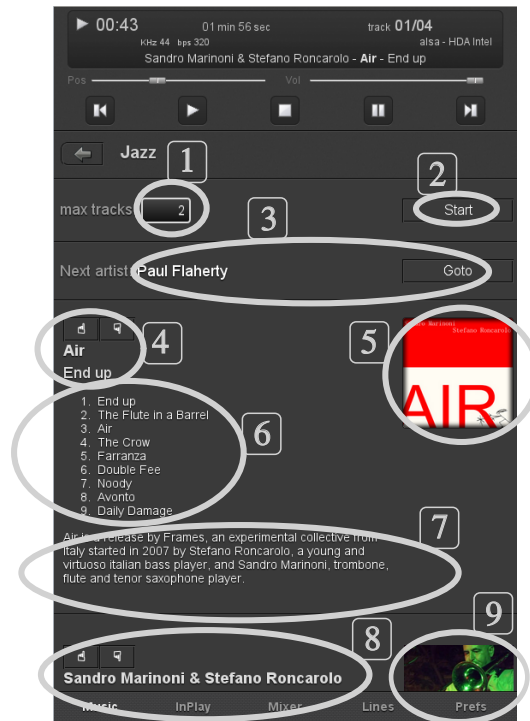 00:43 01 min 56 sec track 01/04
KHz 44 bps 320 alsa - HDA Intel
Sandro Marinoni & Stefano Roncarolo - Air - End up
Pos Vol
Jazz
1
2
max tracks 2 Start
3
Next artist: Paul Flaherty Goto
4
5
Air
End up
Stefano Roncarolo
AIR
1. End up
2. The Flute in a Barrel
3. Air
4. The Crow
5. Farranza
6. Double Fee
7. Noody
8. Avonto
9. Daily Damage
6
7
Air is a release by Frames, an experimental collective from
Italy started in 2007 by Stefano Roncarolo, a young and
virtuoso italian bass player, and Sandro Marinoni, trombone,
flute and tenor saxophone player.
8
9
Sandro Marinoni & Stefano Roncarolo
Music InPlay Mixer Lines Prefs